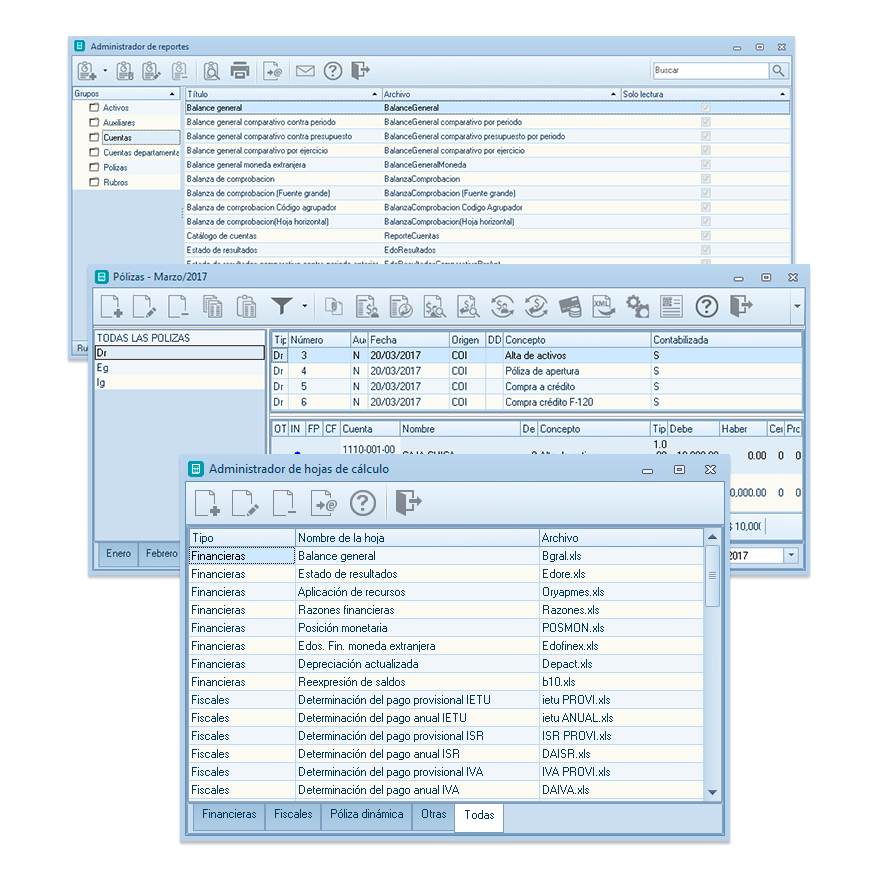 Administrador de reportes
Buscar
Grupos Título Archivo Solo lectura
Activos Balance general BalanceGeneral
Auxiliares Balance general comparativo contra periodo Balance general comparativo por periodo
Cuentas Balance general comparativo contra presupuesto Balance general comparativo presupuesto por periodo
Cuentas departamenta Balance general comparativo por ejercicio Balance general comparativo por ejercicio
Polizas Balance general moneda extranjera BalanceGeneralMoneda
Rubros Balanza de comprobacion BalanzaComprobacion
Balanza de comprobacion (Fuente grande) BalanzaComprobacion (Fuente grande)
Balanza de comprobacion Código agrupador BalanzaComprobacion Codigo Agrupador
Balanza de comprobacion(Hoja horizontal) BalanzaComprobacion(Hoja horizontal)
Catálogo de cuentas ReporteCuentas
Estado de resultados EdoResultados
Ru
Pólizas - Marzo/2017
XML
TODAS LAS POLIZAS
Dr
Eg
Ig
Tip Número Au Fecha Origen DD Concepto Contabilizada
Dr 3 N 20/03/2017 COI Alta de activos S
Dr 4 N 20/03/2017 COI Póliza de apertura S
Dr 5 N 20/03/2017 COI Compra a crédito S
Dr 6 N 20/03/2017 COI Compra crédito F-120 S
OT IN FP CF Cuenta Nombre De Concepto Tip Debe Haber Cer Pro
1110-001-00 1.0 0.00 0 0
0,000.00 0 0
$ 10,00
Enero Febrero 2017
Administrador de hojas de cálculo
Tipo Nombre de la hoja Archivo
Financieras Balance general Bgral.xls
Financieras Estado de resultados Edore.xls
Financieras Aplicación de recursos Oryapmes.xls
Financieras Razones financieras Razones.xls
Financieras Posición monetaria POSMON.xls
Financieras Edos. Fin. moneda extranjera Edofinex.xls
Financieras Depreciación actualizada Depact.xls
Financieras Reexpresión de saldos b10.xls
Fiscales Determinación del pago provisional IETU ietu PROVI.xls
Fiscales Determinación del pago anual IETU ietu ANUAL.xls
Fiscales Determinación del pago provisional ISR ISR PROVI.xls
Fiscales Determinación del pago anual ISR DAISR.xls
Fiscales Determinación del pago provisional IVA IVA PROVI.xls
Fiscales Determinación del pago anual IVA DAIVA.xls
Financieras Fiscales Póliza dinámica Otras Todas